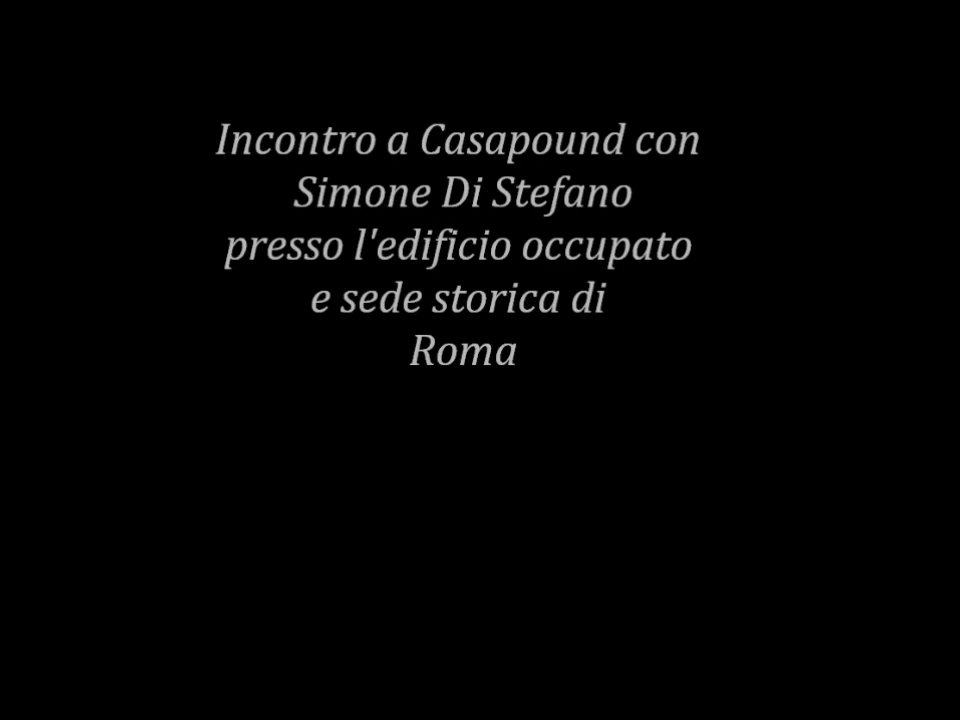 Incontro a Casapound con
Simone Di Stefano
presso l'edificio occupato
e sede storica di
Roma